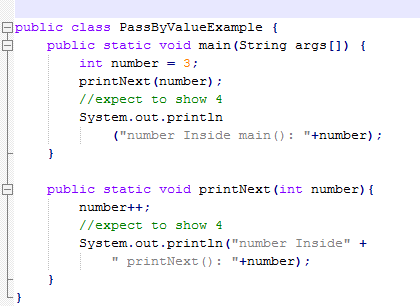 public class PassByValueExample {
    public static void main(String args[]) {
        int number = 3;
        printNext(number);
        //expect to show 4
        System.out.println
            ("number Inside main(): "+number);
    }

    public static void printNext(int number){
        number++;
        //expect to show 4
        System.out.println("number Inside" +
            " printNext(): "+number);
    }
}